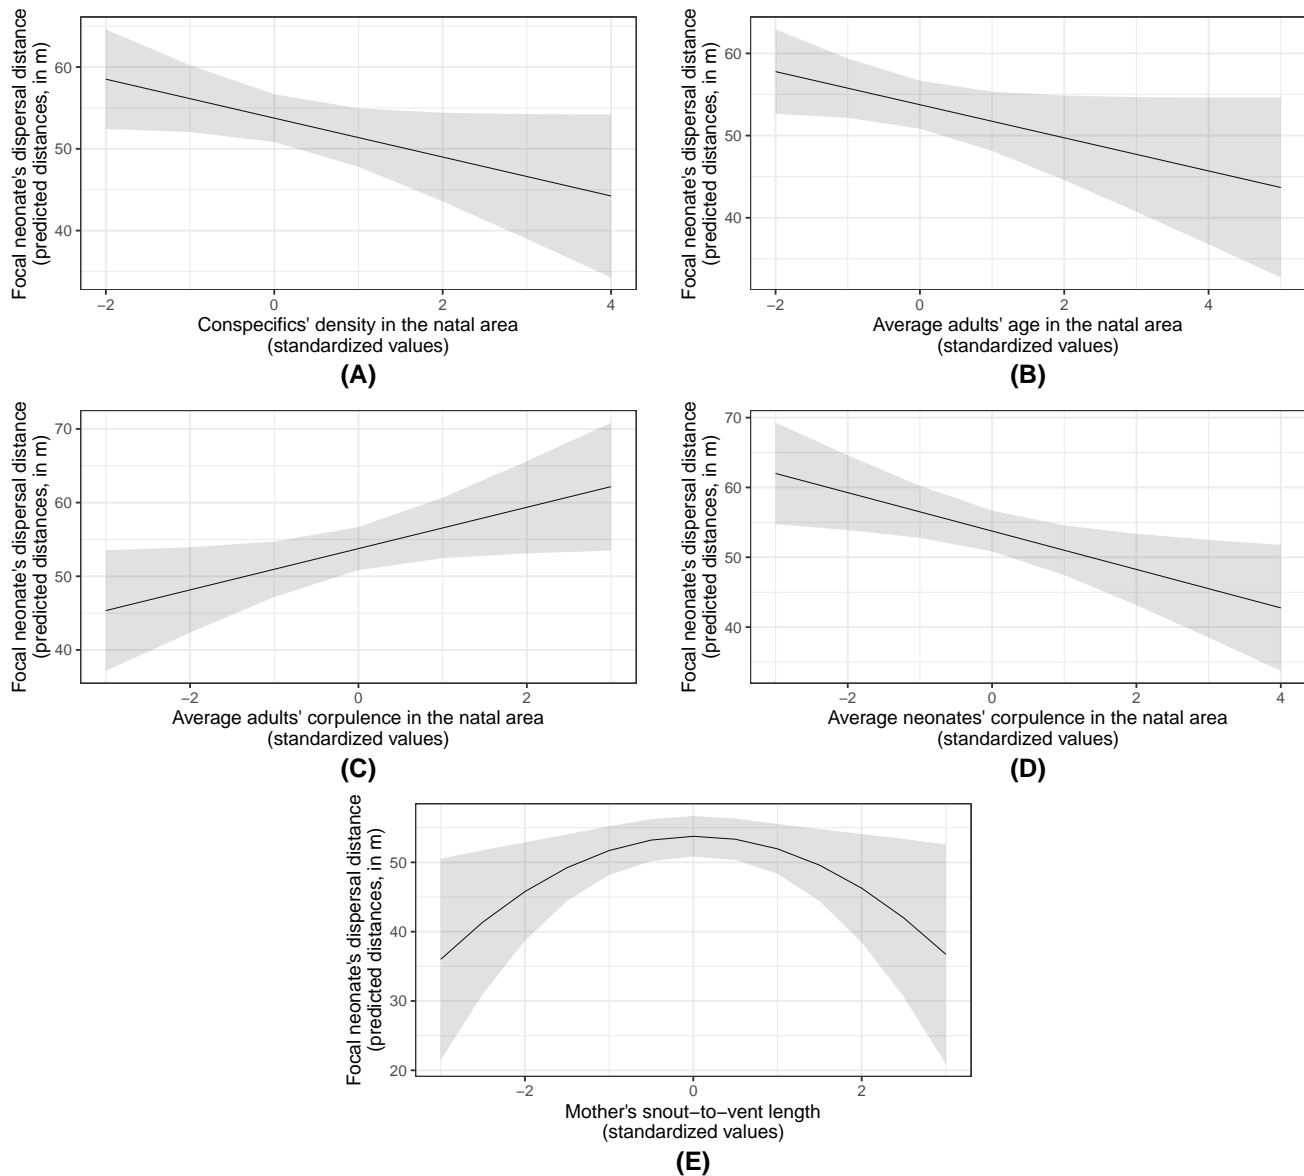 Focal neonate's dispersal distance
(predicted distances, in m)
60
50
40
−2
0
2
4
Conspecifics' density in the natal area
(standardized values)
(A)
Focal neonate's dispersal distance
(predicted distances, in m)
60
50
40
−2
0
2
4
Average adults' age in the natal area
(standardized values)
(B)
Focal neonate's dispersal distance
(predicted distances, in m)
70
60
50
40
−2
0
2
Average adults' corpulence in the natal area
(standardized values)
(C)
Focal neonate's dispersal distance
(predicted distances, in m)
70
60
50
40
−2
0
2
4
Average neonates' corpulence in the natal area
(standardized values)
(D)
Focal neonate's dispersal distance
(predicted distances, in m)
50
40
30
20
−2
0
2
Mother's snout−to−vent length
(standardized values)
(E)